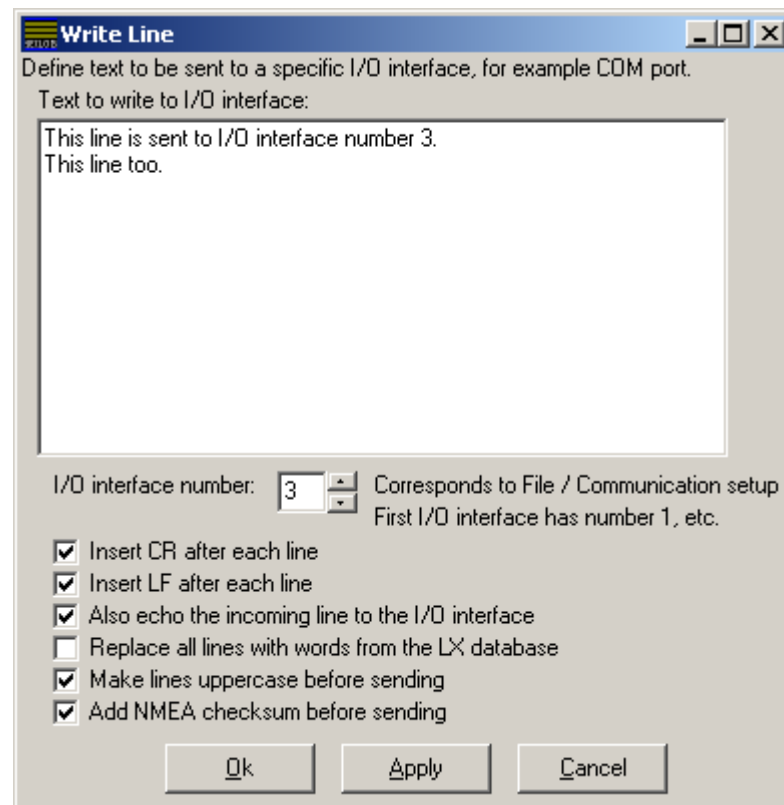 Write Line
Define text to be sent to a specific I/O interface, for example COM port.
Text to write to I/O interface:
This line is sent to I/O interface number 3.
This line too.
I/O interface number: 3 Corresponds to File / Communication setup
First I/O interface has number 1, etc.
Insert CR after each line
Insert LF after each line
Also echo the incoming line to the I/O interface
Replace all lines with words from the LX database
Make lines uppercase before sending
Add NMEA checksum before sending
Ok Apply Cancel